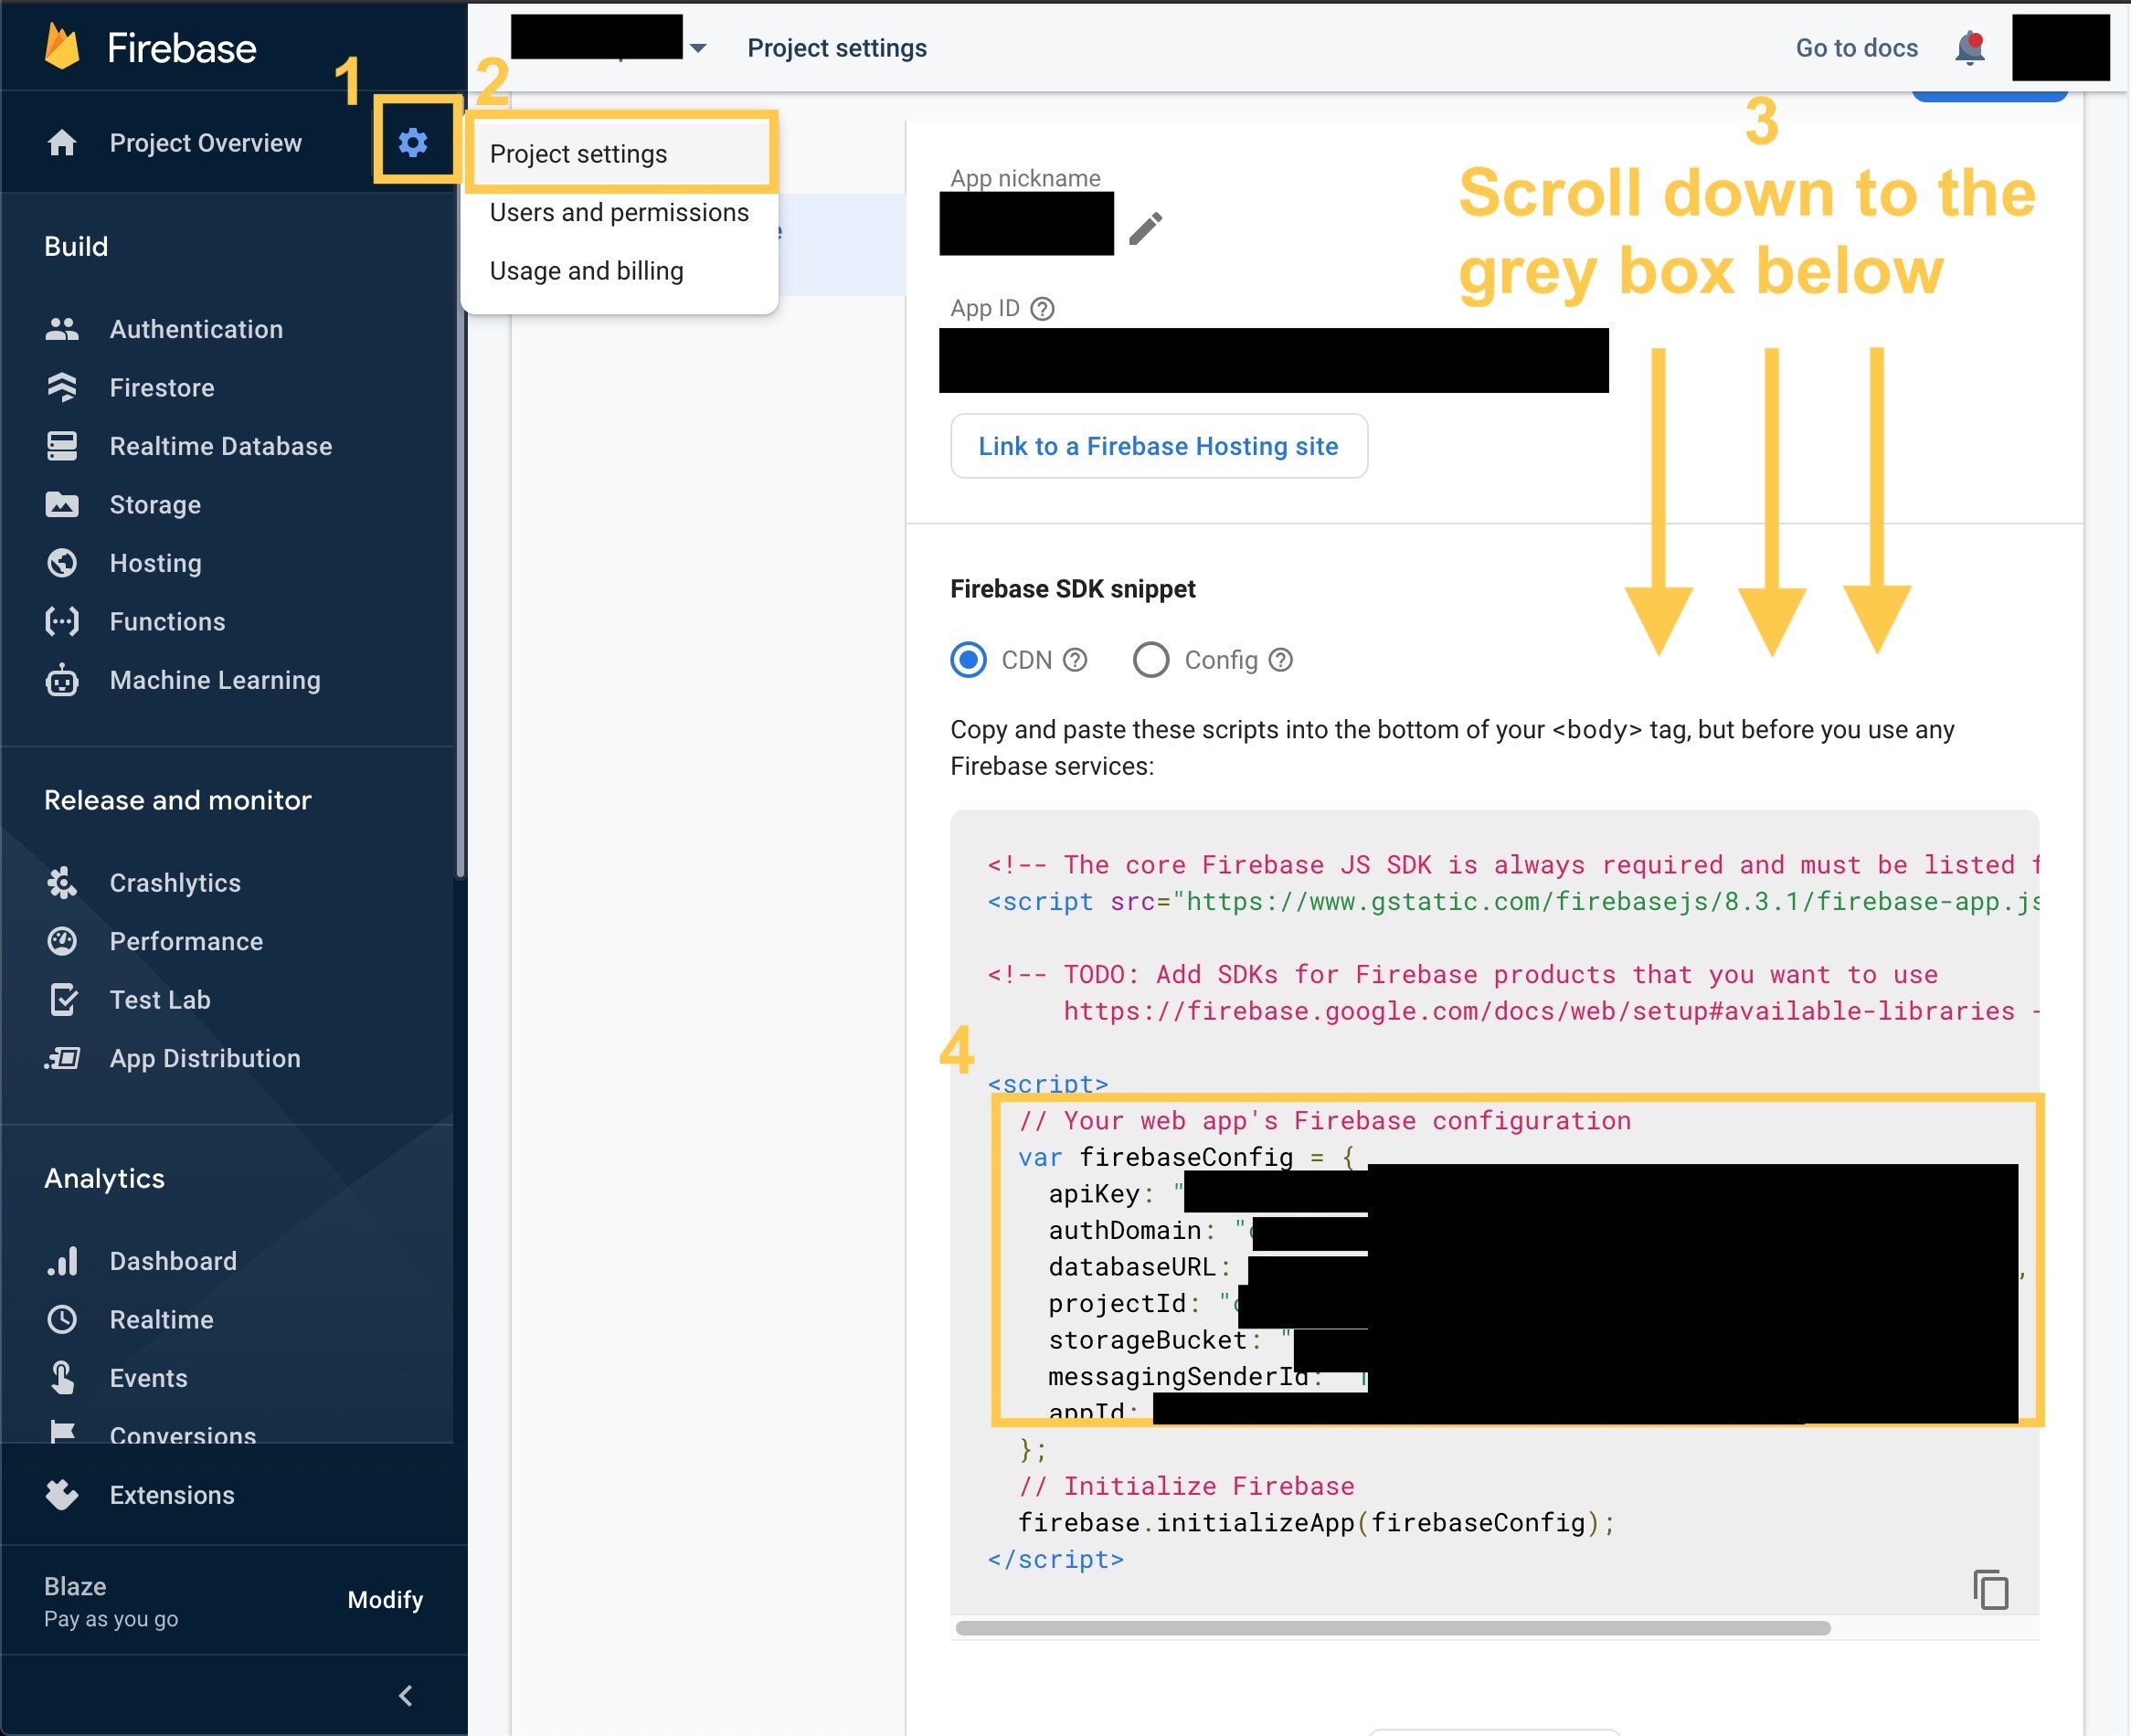 Firebase
1
Project Overview
Build
Authentication
Firestore
Realtime Database
Storage
Hosting
Functions
Machine Learning
Release and monitor
Crashlytics
Performance
Test Lab
App Distribution
Analytics
Dashboard
Realtime
Events
Conversions
Extensions
Blaze
Pay as you go
Modify
2
Project settings
Users and permissions
Usage and billing
Project settings
Go to docs
3
Scroll down to the
grey box below
App nickname
App ID
Link to a Firebase Hosting site
Firebase SDK snippet
CDN
Config
Copy and paste these scripts into the bottom of your <body> tag, but before you use any
Firebase services:
<!-- The core Firebase JS SDK is always required and must be listed
<script src="https://www.gstatic.com/firebasejs/8.3.1/firebase-app.js
<!-- TODO: Add SDKs for Firebase products that you want to use
https://firebase.google.com/docs/web/setup#available-libraries -
4
<script>
// Your web app's Firebase configuration
var firebaseConfig = {
apiKey: "
authDomain: "
databaseURL: ,
projectId: "
storageBucket: "
messagingSenderId:
appId:
};
// Initialize Firebase
firebase.initializeApp(firebaseConfig);
</script>